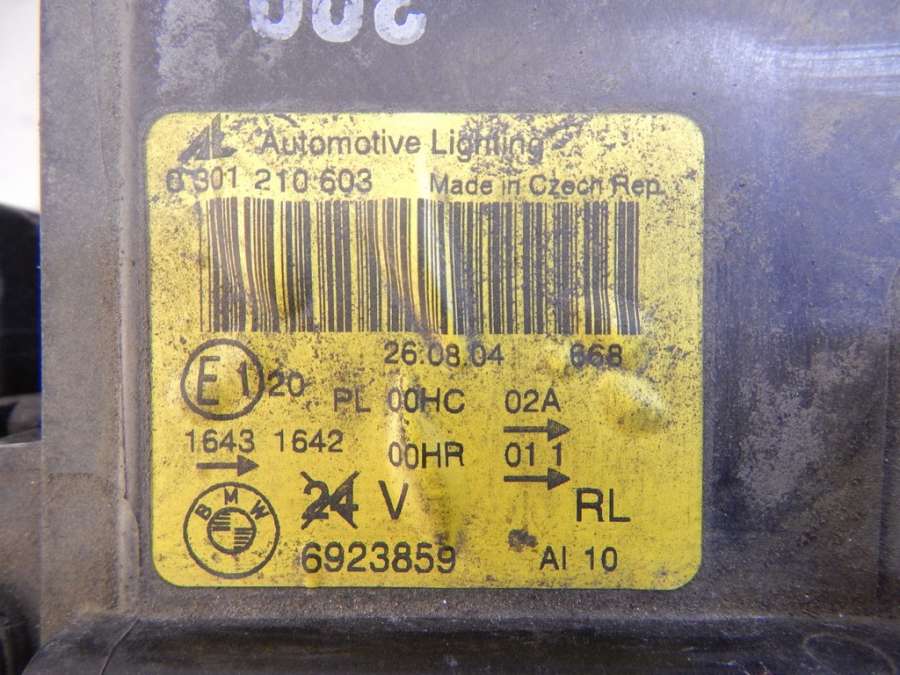 Automotive Lighting
0 301 210 603 Made in Czech Rep.
26.08.04 668
E1 20 PL 00HC 02A
1643 1642 00HR 01 1
24 V RL
BMW 6923859 AI 10